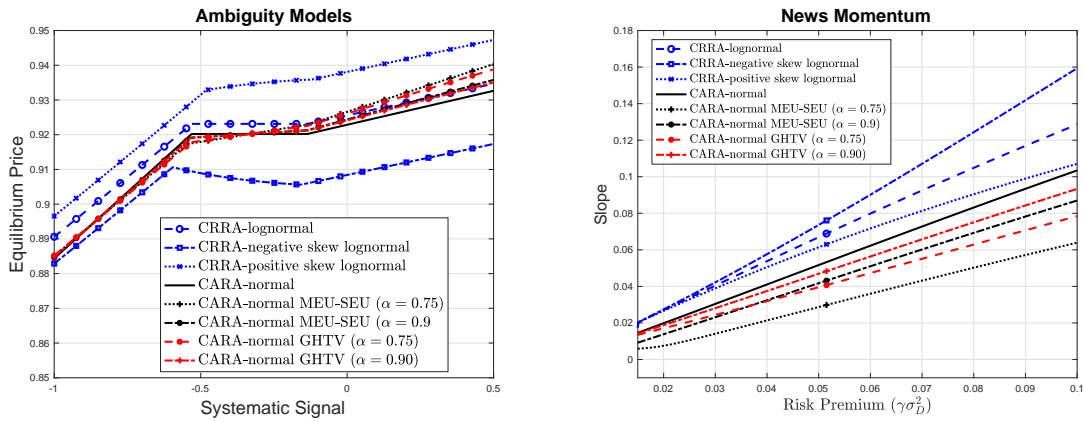 Ambiguity Models
Equilibrium Price
0.95
0.94
0.93
0.92
0.91
0.9
0.89
0.88
0.87
0.86
0.85
CRRA-lognormal
CRRA-negative skew lognormal
CRRA-positive skew lognormal
CARA-normal
CARA-normal MEU-SEU (α = 0.75)
CARA-normal MEU-SEU (α = 0.9
CARA-normal GHTV (α = 0.75)
CARA-normal GHTV (α = 0.90)
-1
-0.5
0
0.5
Systematic Signal
News Momentum
Slope
0.18
0.16
0.14
0.12
0.1
0.08
0.06
0.04
0.02
0
CRRA-lognormal
CRRA-negative skew lognormal
CRRA-positive skew lognormal
CARA-normal
CARA-normal MEU-SEU (α = 0.75)
CARA-normal MEU-SEU (α = 0.9)
CARA-normal GHTV (α = 0.75)
CARA-normal GHTV (α = 0.90)
0.02
0.03
0.04
0.05
0.06
0.07
0.08
0.09
0.1
Risk Premium (γσ²_D)